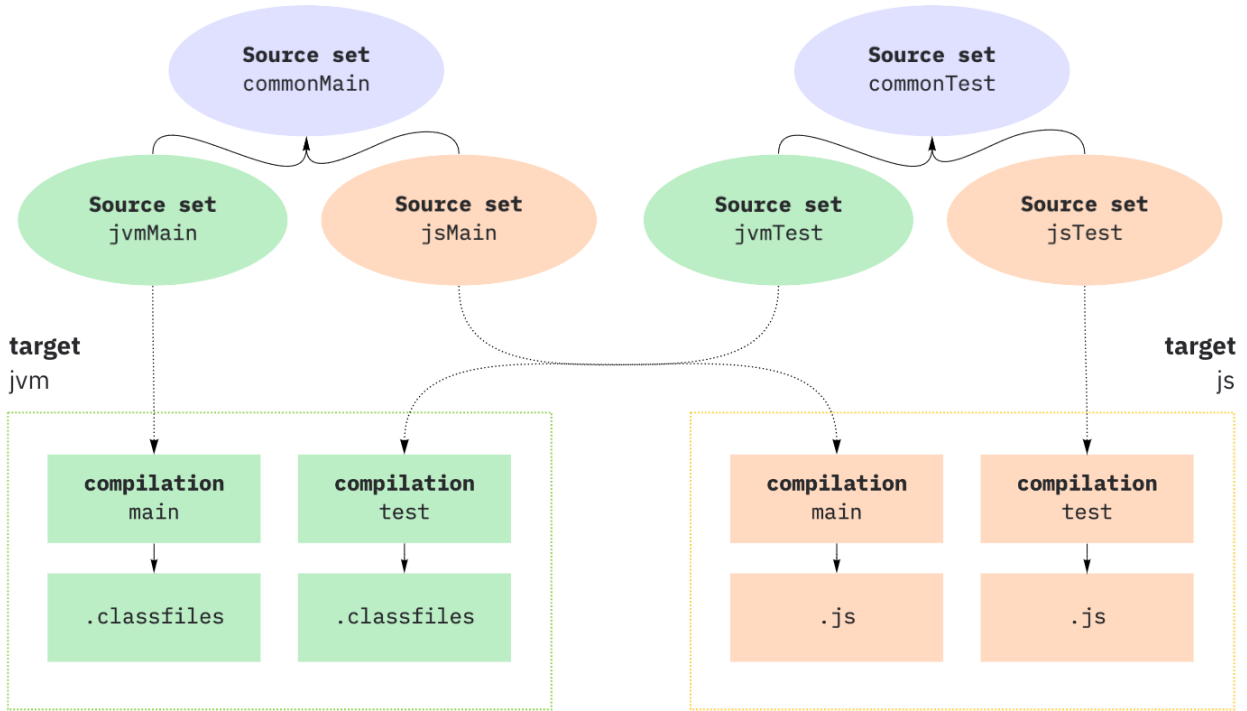 Source set
commonMain
Source set
commonTest
Source set
jvmMain
Source set
jsMain
Source set
jvmTest
Source set
jsTest
target
jvm
target
js
compilation
main
compilation
test
compilation
main
compilation
test
.classfiles
.classfiles
.js
.js